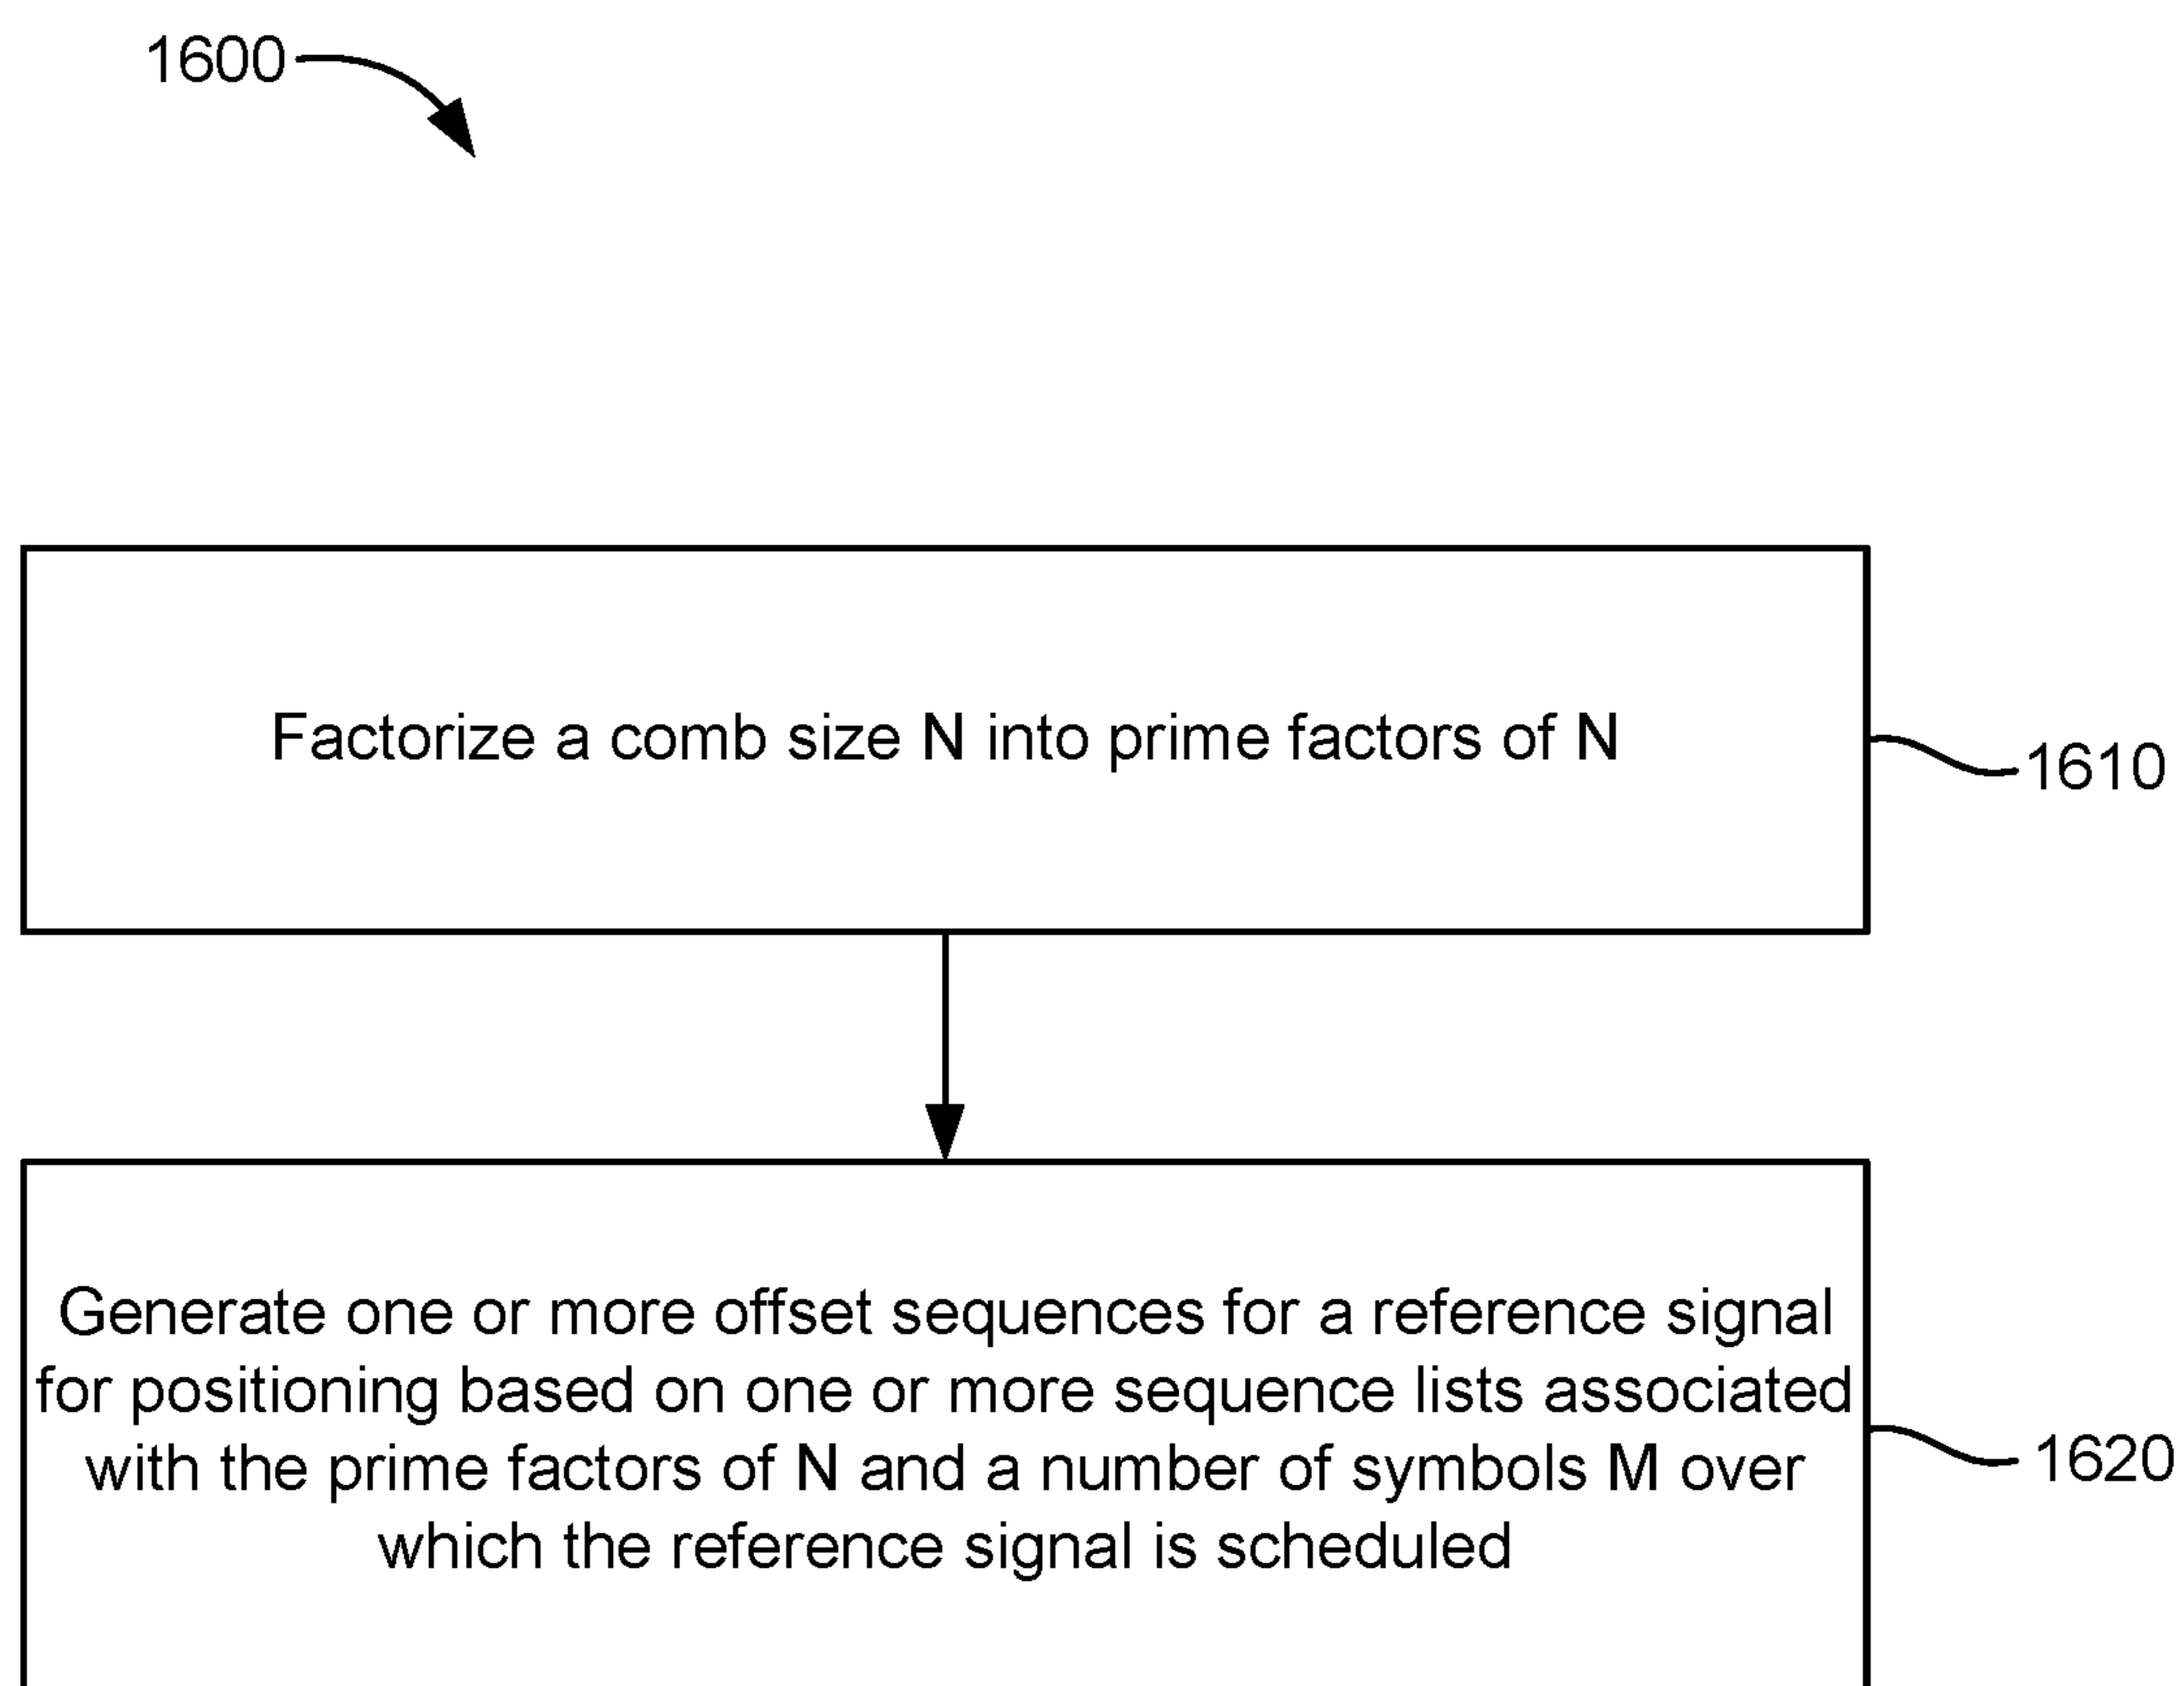 1600
Factorize a comb size N into prime factors of N
1610
Generate one or more offset sequences for a reference signal
for positioning based on one or more sequence lists associated
with the prime factors of N and a number of symbols M over
which the reference signal is scheduled
1620